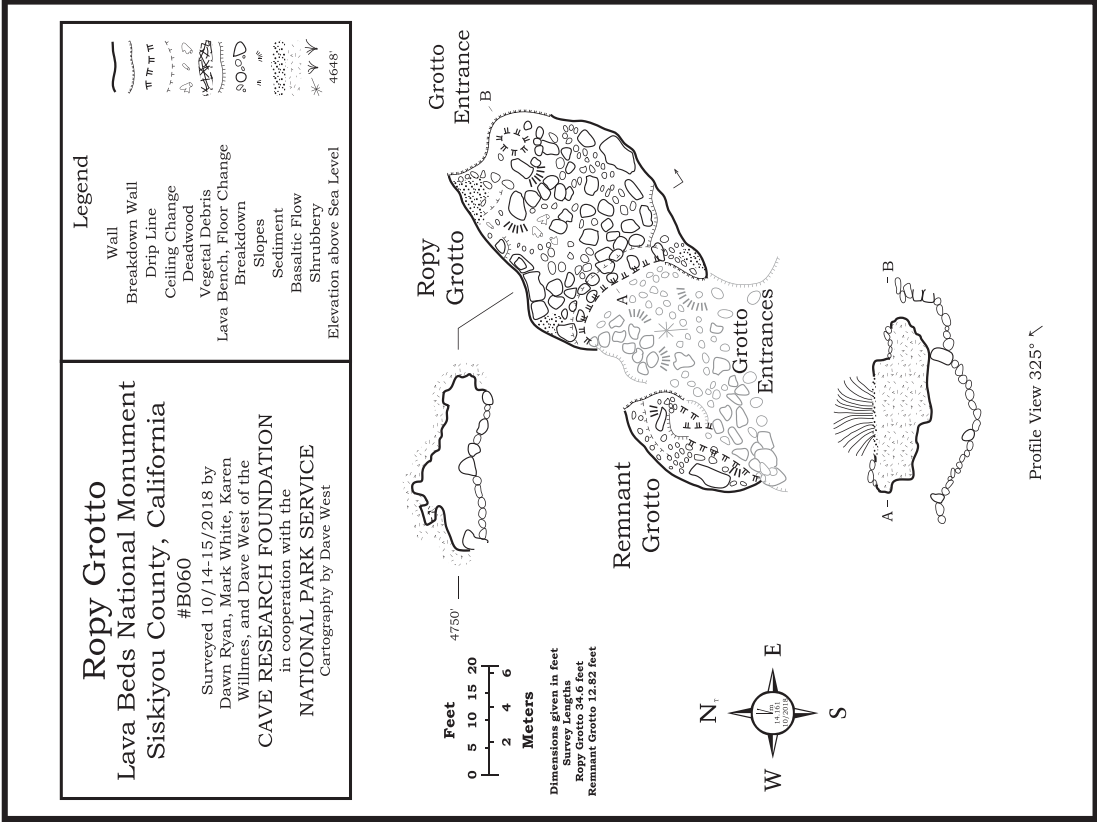 Ropy Grotto
Lava Beds National Monument
Siskiyou County, California
#B060
Surveyed 10/14-15/2018 by
Dawn Ryan, Mark White, Karen
Willmes, and Dave West of the
CAVE RESEARCH FOUNDATION
in cooperation with the
NATIONAL PARK SERVICE
Cartography by Dave West
Legend
Wall
Breakdown Wall
Drip Line
Ceiling Change
Deadwood
Vegetal Debris
Lava Bench, Floor Change
Breakdown
Slopes
Sediment
Basaltic Flow
Shrubbery
Elevation above Sea Level
4648'
Grotto
Entrance
B
Ropy
Grotto
A
Grotto
Entrances
Remnant
Grotto
4750'
Feet
0 5 10 15 20
2 4 6
Meters
Dimensions given in feet
Survey Lengths
Ropy Grotto 34.6 feet
Remnant Grotto 12.82 feet
N
W
E
S
14.161
10/2018
A
B
Profile View 325°